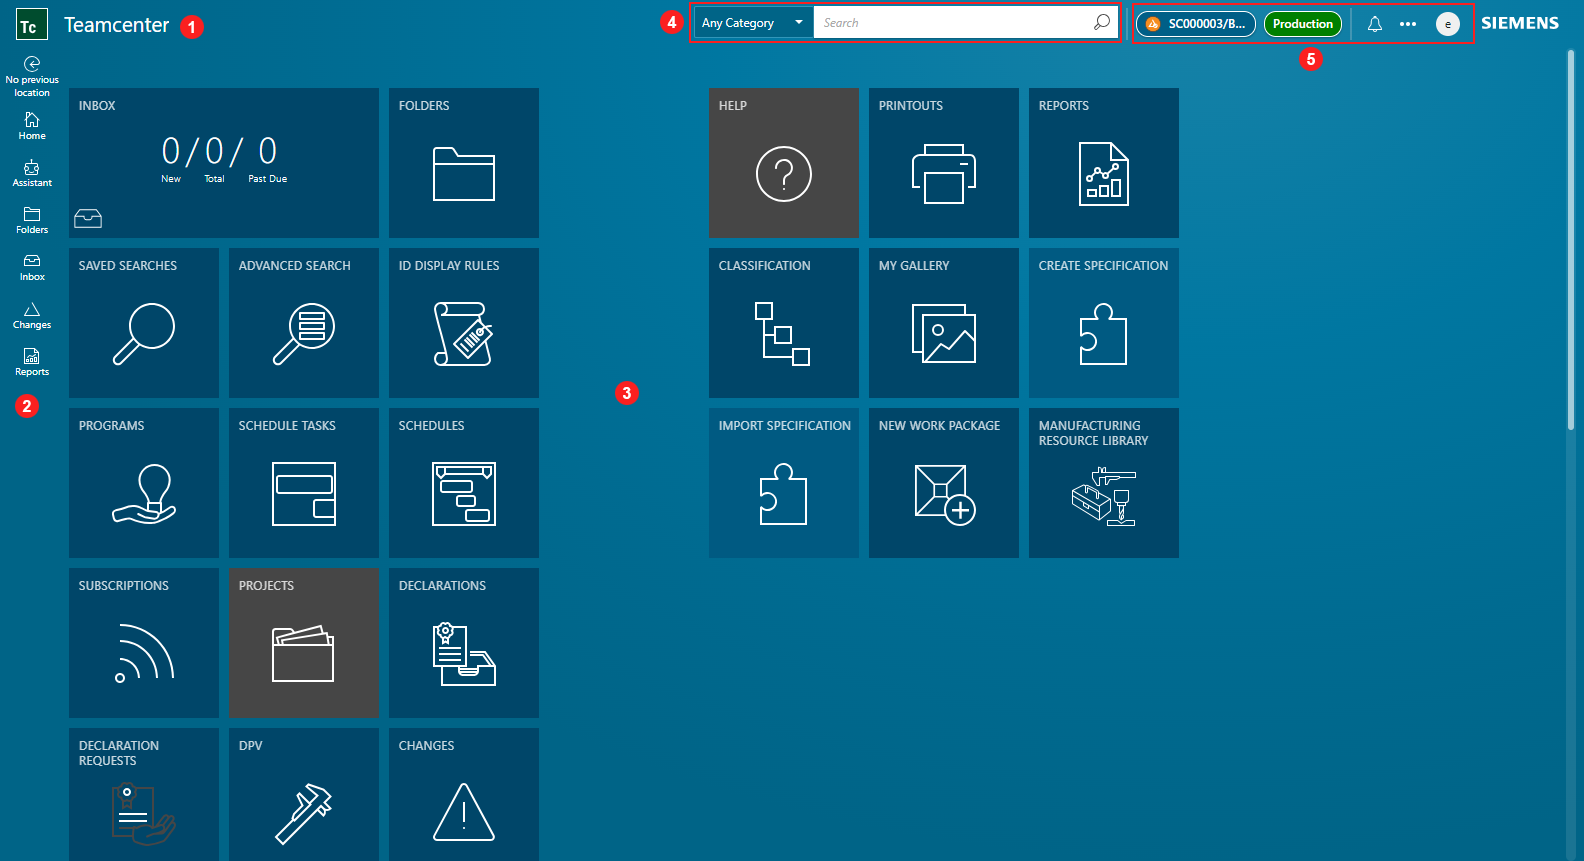 Tc
Teamcenter
1
4
Any Category
Search
SC000003/B...
Production
e
SIEMENS
5
No previous
location
Home
Assistant
Folders
Inbox
Changes
Reports
2
INBOX
0/0/ 0
New Total Past Due
FOLDERS
SAVED SEARCHES
ADVANCED SEARCH
ID DISPLAY RULES
PROGRAMS
SCHEDULE TASKS
SCHEDULES
SUBSCRIPTIONS
PROJECTS
DECLARATIONS
DECLARATION
REQUESTS
DPV
CHANGES
3
HELP
?
PRINTOUTS
REPORTS
CLASSIFICATION
MY GALLERY
CREATE SPECIFICATION
IMPORT SPECIFICATION
NEW WORK PACKAGE
MANUFACTURING
RESOURCE LIBRARY